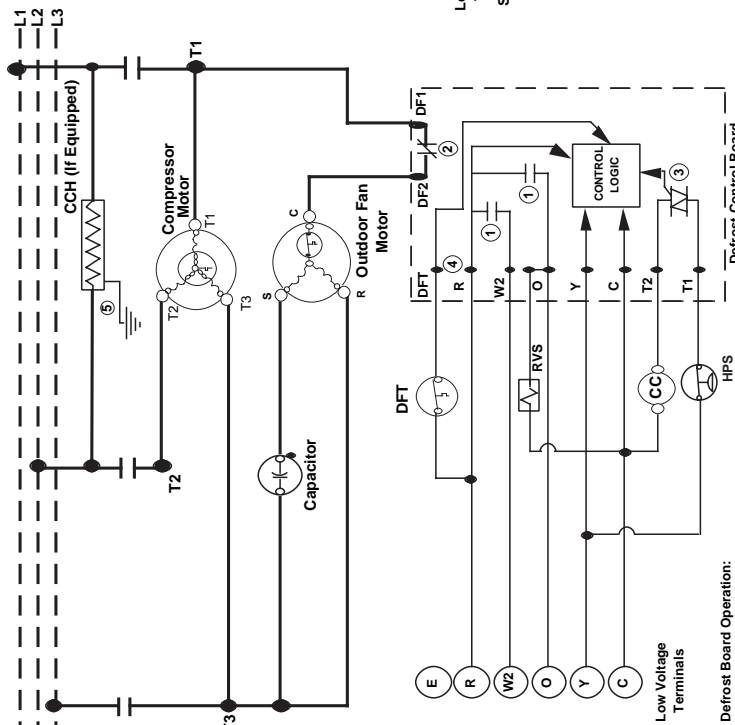 L1
L2
L3
CCH (If Equipped)
5
T1
T2
T3
Compressor
Motor
T1
T2
T3
Outdoor Fan
Motor
C
S
R
Capacitor
DF1
DF2
2
1
1
CONTROL
LOGIC
3
4
DFT
R
W2
O
Y
C
T2
T1
Defrost Control Board
DFT
RVS
CC
HPS
E
R
W2
O
Y
C
Low Voltage
Terminals
Defrost Board Operation: